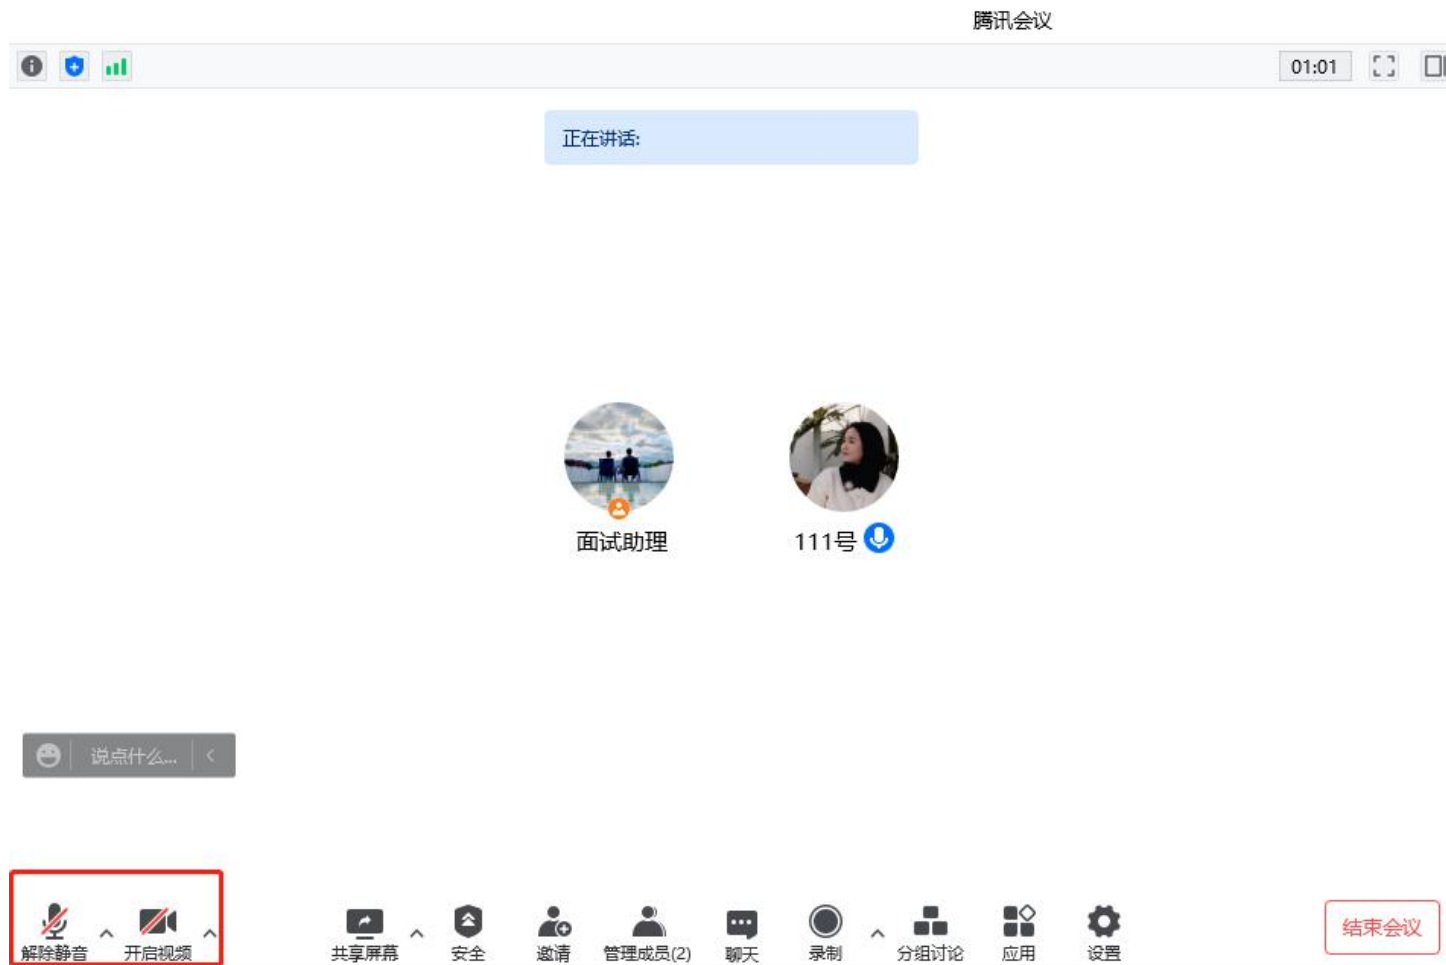 腾讯会议
01:01
正在讲话:
面试助理
111号
说点什么...
解除静音
开启视频
共享屏幕
安全
邀请
管理成员(2)
聊天
录制
分组讨论
应用
设置
结束会议